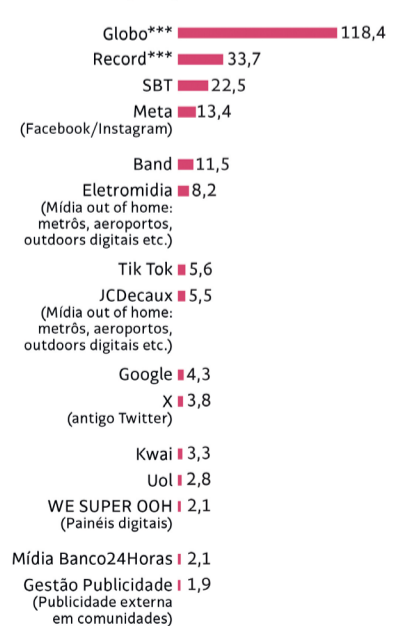 Globo*** 118,4
Record*** 33,7
SBT 22,5
Meta 13,4
(Facebook/Instagram)
Band 11,5
Eletromidia 8,2
(Mídia out of home:
metrôs, aeroportos,
outdoors digitais etc.)
Tik Tok 5,6
JCDecaux 5,5
(Mídia out of home:
metrôs, aeroportos,
outdoors digitais etc.)
Google 4,3
X 3,8
(antigo Twitter)
Kwai 3,3
Uol 2,8
WE SUPER OOH 2,1
(Painéis digitais)
Mídia Banco24Horas 2,1
Gestão Publicidade 1,9
(Publicidade externa
em comunidades)